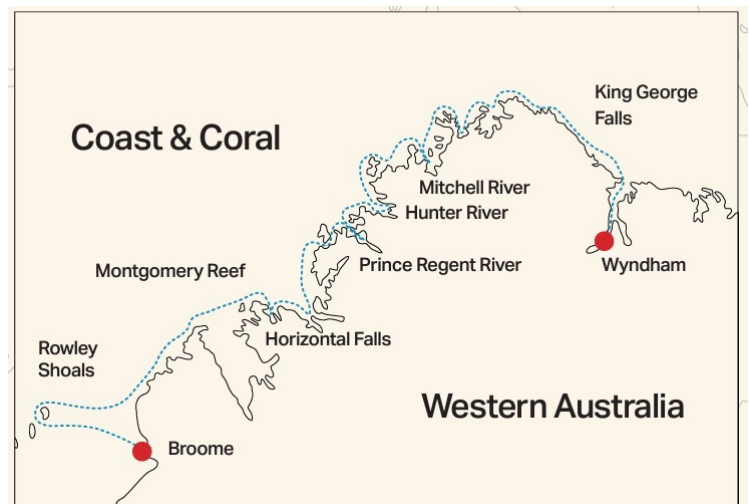 King George
Falls
Coast & Coral
Mitchell River
Hunter River
Prince Regent River
Wyndham
Montgomery Reef
Horizontal Falls
Rowley
Shoals
Western Australia
Broome